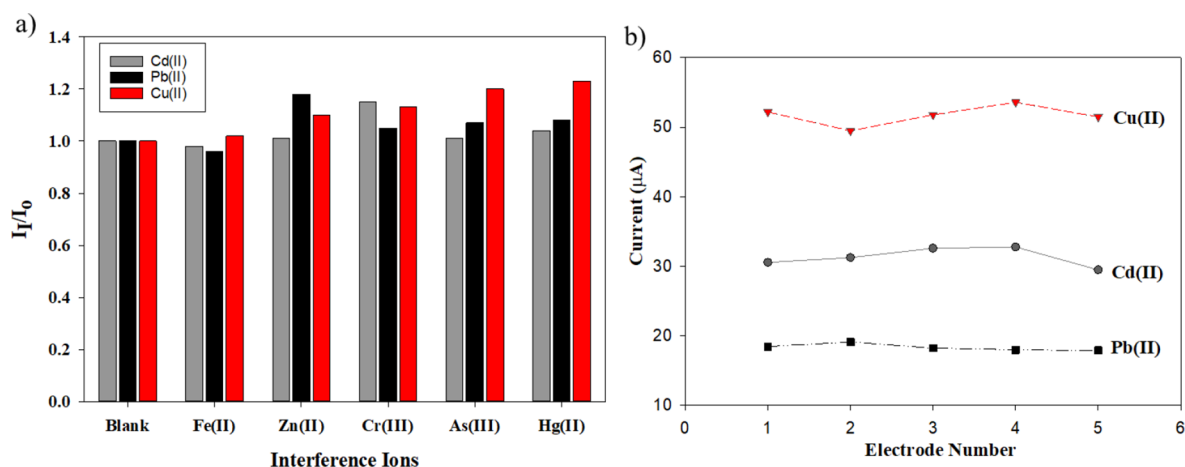 a)
1.4
1.2
1.0
0.8
0.6
0.4
0.2
0.0
I_I/I_o
Cd(II)
Pb(II)
Cu(II)
Blank Fe(II) Zn(II) Cr(III) As(III) Hg(II)
Interference Ions
b)
60
50
40
30
20
10
Current (μA)
Cu(II)
Cd(II)
Pb(II)
0 1 2 3 4 5 6
Electrode Number